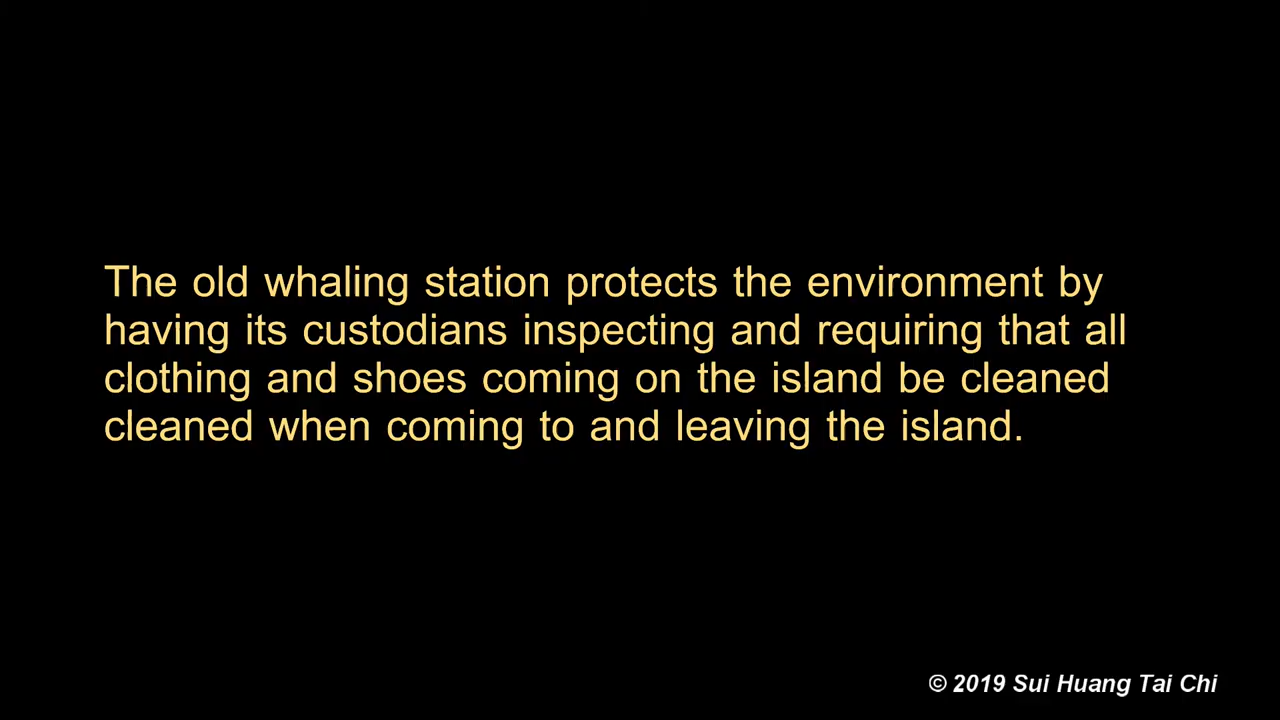 The old whaling station protects the environment by
having its custodians inspecting and requiring that all
clothing and shoes coming on the island be cleaned
cleaned when coming to and leaving the island.
© 2019 Sui Huang Tai Chi